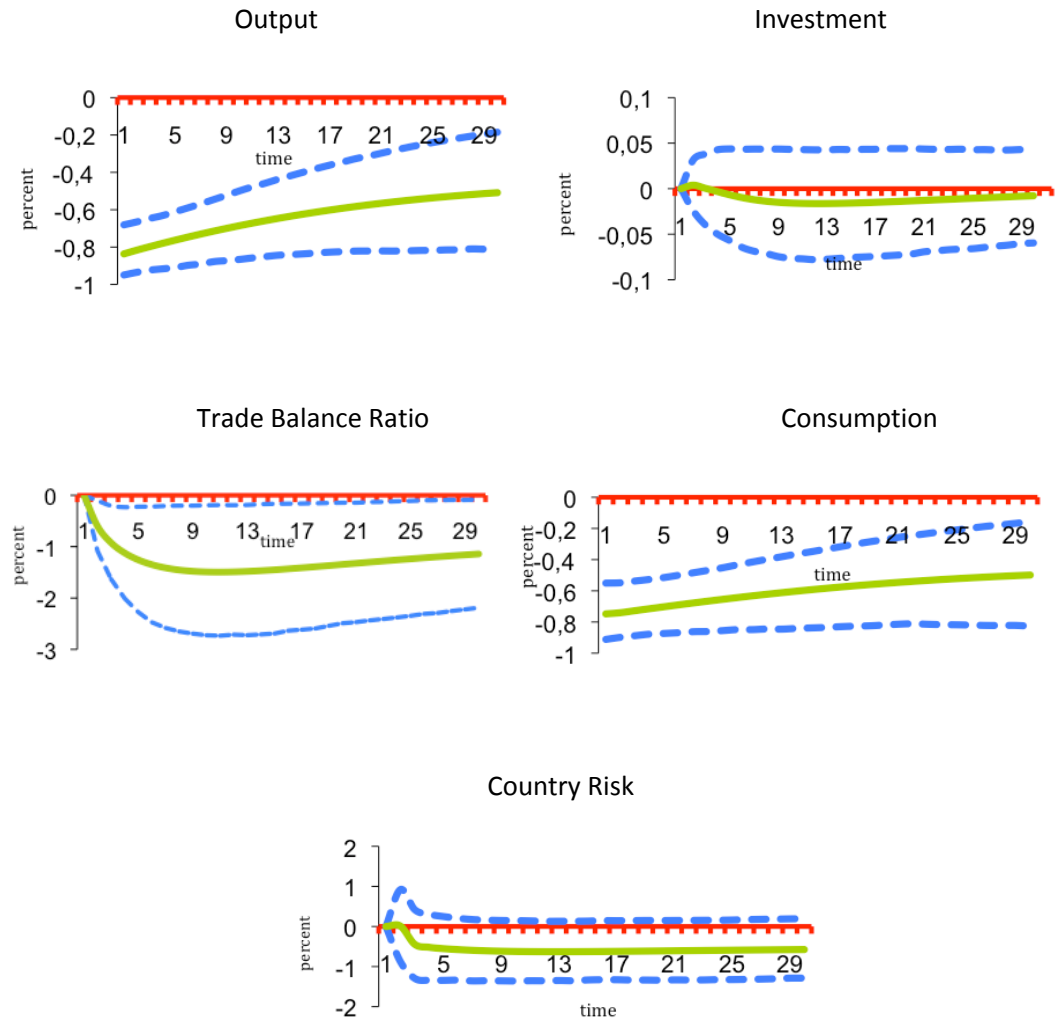 Output
0
-0,2
-0,4
-0,6
-0,8
-1
1 5 9 13 17 21 25 29
time
percent
Investment
0,1
0,05
0
-0,05
-0,1
1 5 9 13 17 21 25 29
time
percent
Trade Balance Ratio
0
-1
-2
-3
1 5 9 13 17 21 25 29
time
percent
Consumption
0
-0,2
-0,4
-0,6
-0,8
-1
1 5 9 13 17 21 25 29
time
percent
Country Risk
2
1
0
-1
-2
1 5 9 13 17 21 25 29
time
percent